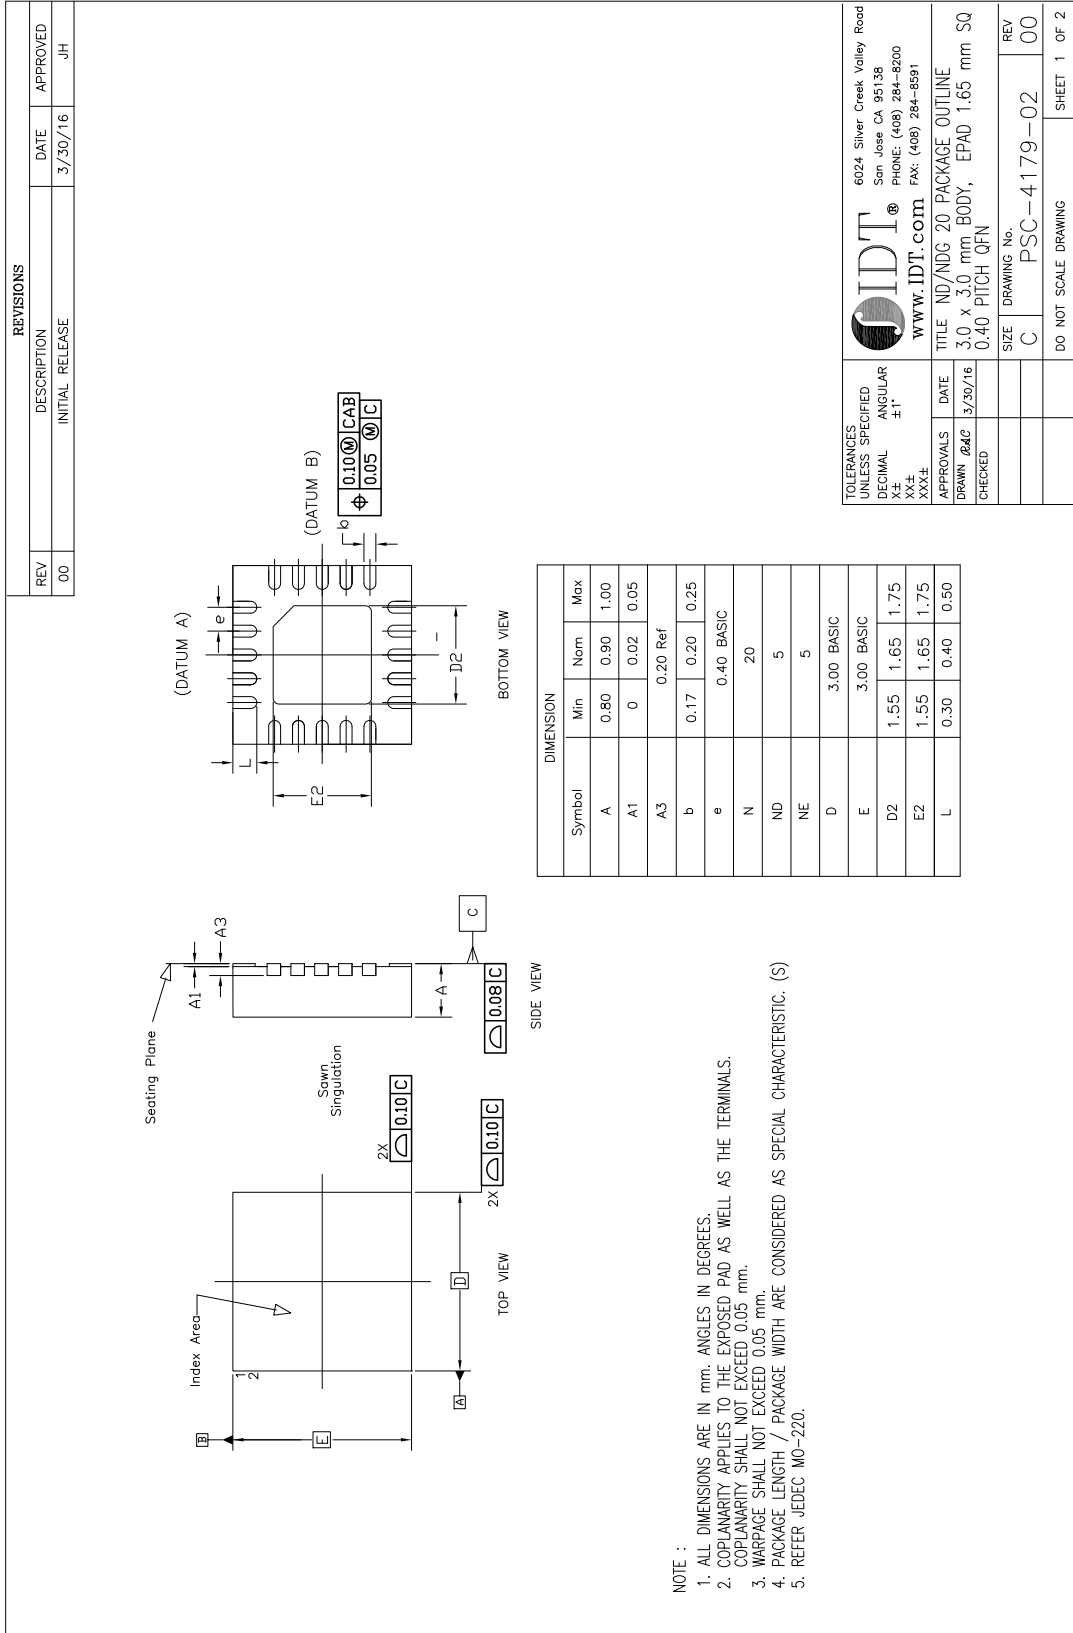 REVISIONS
REV DESCRIPTION DATE APPROVED
00 INITIAL RELEASE 3/30/16 JH
Seating Plane
A1
A3
Index Area
1
2
B
E
A
D
TOP VIEW
2X
0.10 C
2X
0.10 C
Sawn
Singulation
A
C
0.08 C
SIDE VIEW
(DATUM A)
e
L
E2
D2
BOTTOM VIEW
(DATUM B)
b
0.10 Ⓜ CAB
0.05 Ⓜ C
DIMENSION
Symbol Min Nom Max
A 0.80 0.90 1.00
A1 0 0.02 0.05
A3 0.20 Ref
b 0.17 0.20 0.25
e 0.40 BASIC
N 20
ND 5
NE 5
D 3.00 BASIC
E 3.00 BASIC
D2 1.55 1.65 1.75
E2 1.55 1.65 1.75
L 0.30 0.40 0.50
NOTE :
1. ALL DIMENSIONS ARE IN mm. ANGLES IN DEGREES.
2. COPLANARITY APPLIES TO THE EXPOSED PAD AS WELL AS THE TERMINALS.
COPLANARITY SHALL NOT EXCEED 0.05 mm.
3. WARPAGE SHALL NOT EXCEED 0.05 mm.
4. PACKAGE LENGTH / PACKAGE WIDTH ARE CONSIDERED AS SPECIAL CHARACTERISTIC. (S)
5. REFER JEDEC MO-220.
TOLERANCES
UNLESS SPECIFIED
DECIMAL ANGULAR
X± ±1°
XX±
XXX±
APPROVALS DATE
DRAWN RAC 3/30/16
CHECKED
IDT®
www.IDT.com
6024 Silver Creek Valley Road
San Jose CA 95138
PHONE: (408) 284-8200
FAX: (408) 284-8591
TITLE ND/NDG 20 PACKAGE OUTLINE
3.0 x 3.0 mm BODY, EPAD 1.65 mm SQ
0.40 PITCH QFN
SIZE DRAWING No. REV
C PSC-4179-02 00
DO NOT SCALE DRAWING SHEET 1 OF 2